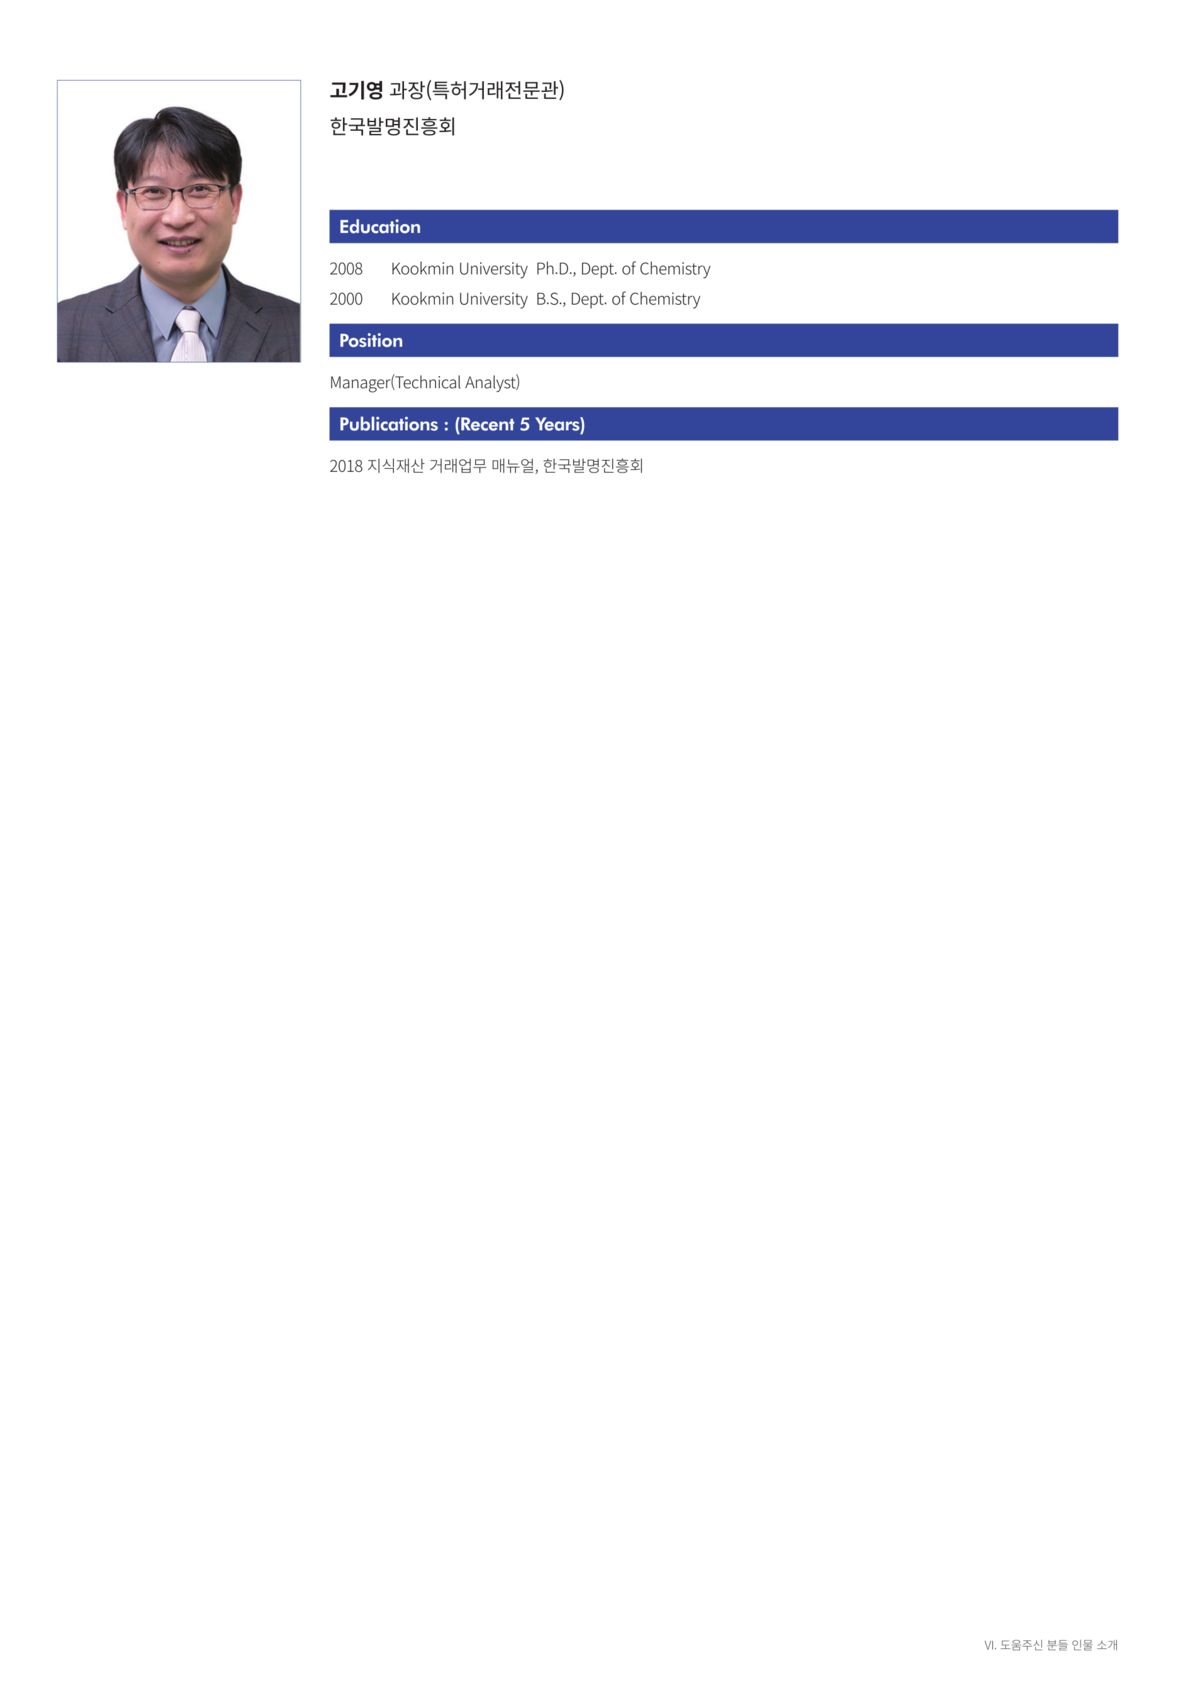 고기영 과장(특허거래전문관)
한국발명진흥회
Education
2008 Kookmin University Ph.D., Dept. of Chemistry
2000 Kookmin University B.S., Dept. of Chemistry
Position
Manager(Technical Analyst)
Publications : (Recent 5 Years)
2018 지식재산 거래업무 매뉴얼, 한국발명진흥회
VI. 도움주신 분들 인물 소개